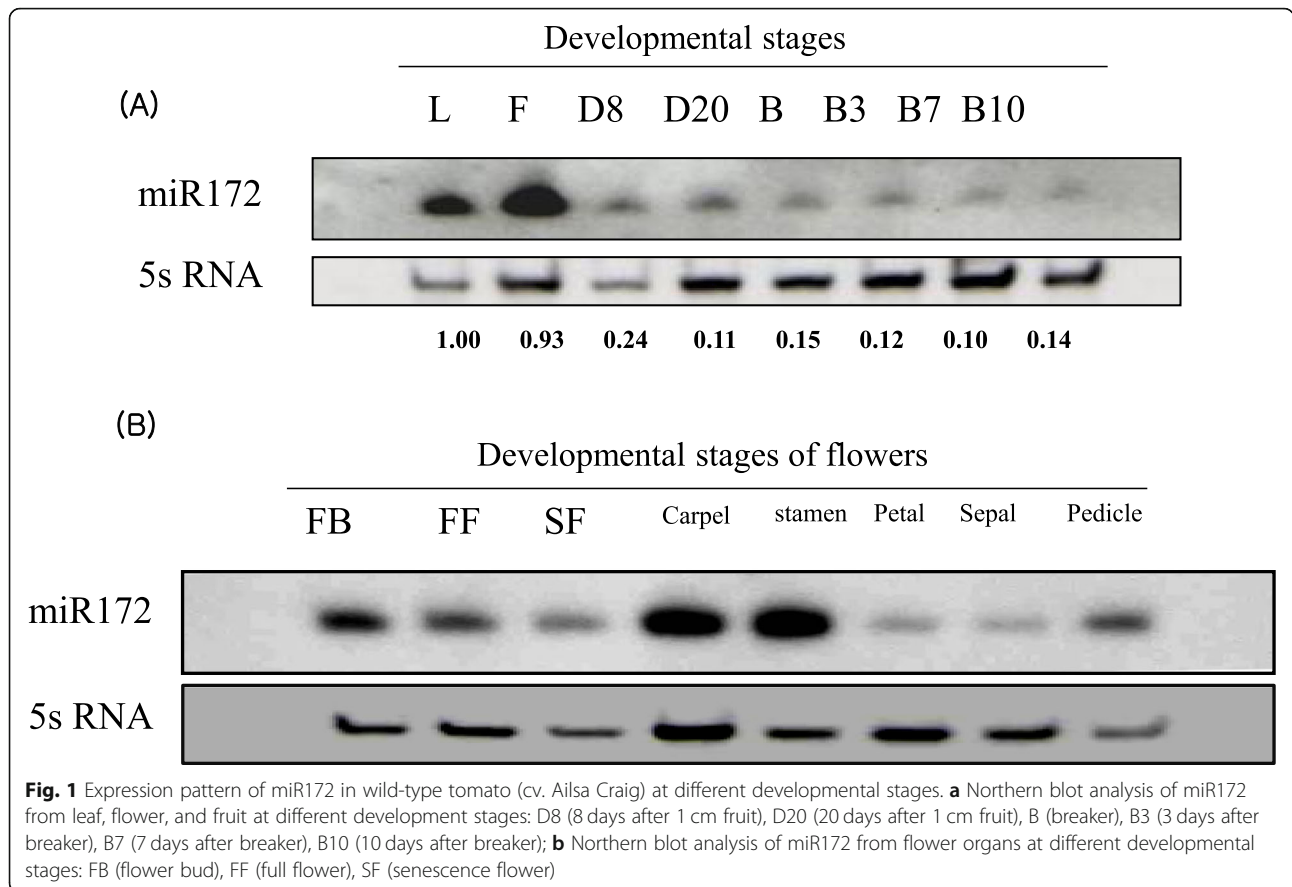 Developmental stages
(A)
L F D8 D20 B B3 B7 B10
miR172
5s RNA
1.00 0.93 0.24 0.11 0.15 0.12 0.10 0.14
(B)
Developmental stages of flowers
FB FF SF Carpel stamen Petal Sepal Pedicle
miR172
5s RNA
Fig. 1 Expression pattern of miR172 in wild-type tomato (cv. Ailsa Craig) at different developmental stages. a Northern blot analysis of miR172
from leaf, flower, and fruit at different development stages: D8 (8 days after 1 cm fruit), D20 (20 days after 1 cm fruit), B (breaker), B3 (3 days after
breaker), B7 (7 days after breaker), B10 (10 days after breaker); b Northern blot analysis of miR172 from flower organs at different developmental
stages: FB (flower bud), FF (full flower), SF (senescence flower)